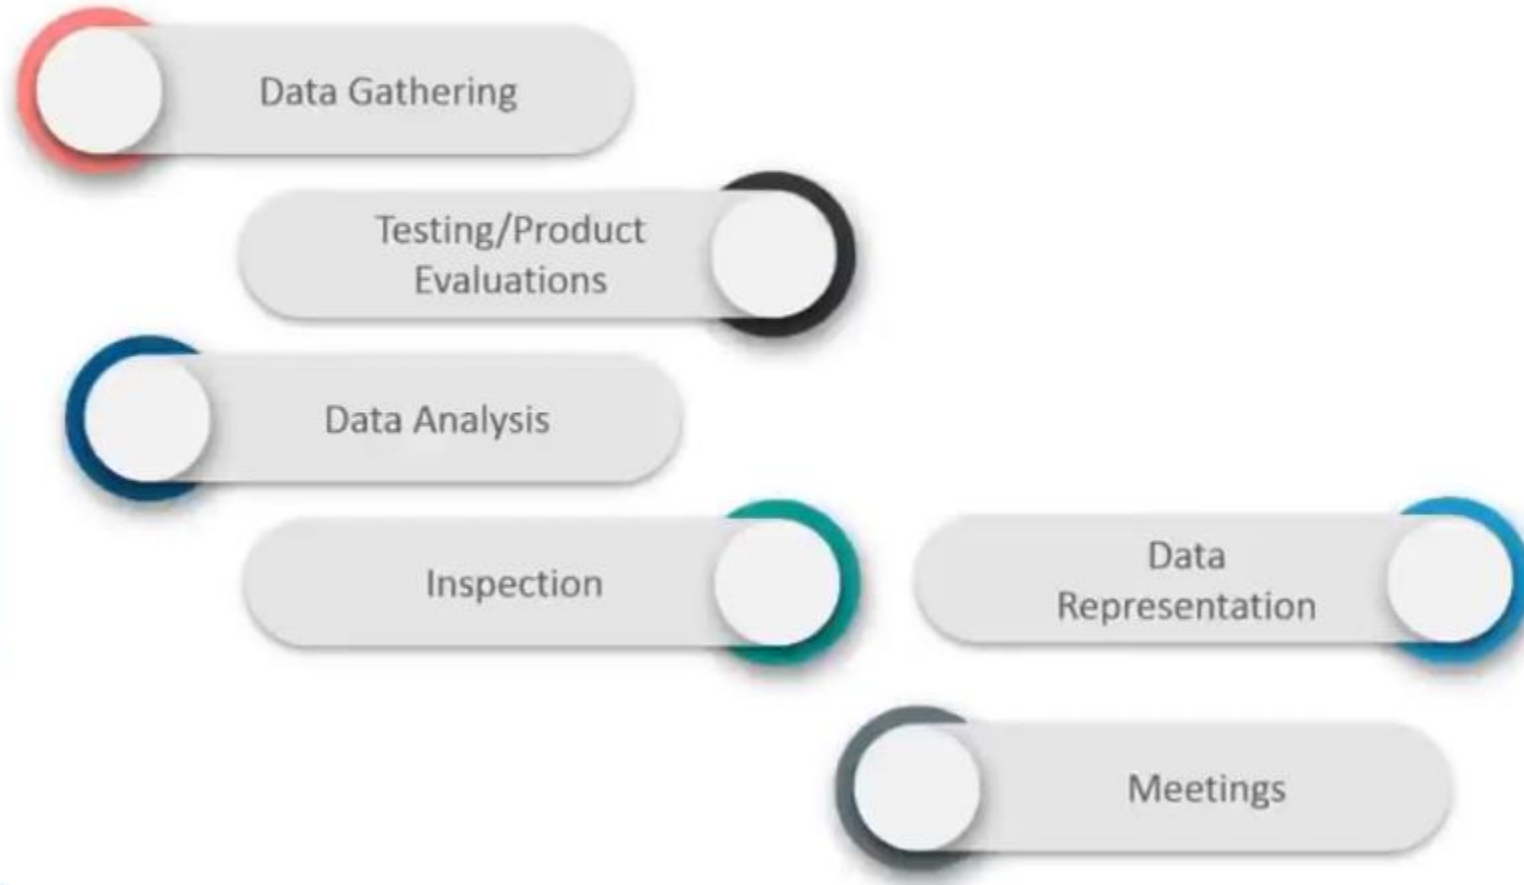 Data Gathering
Testing/Product
Evaluations
Data Analysis
Inspection
Data
Representation
Meetings